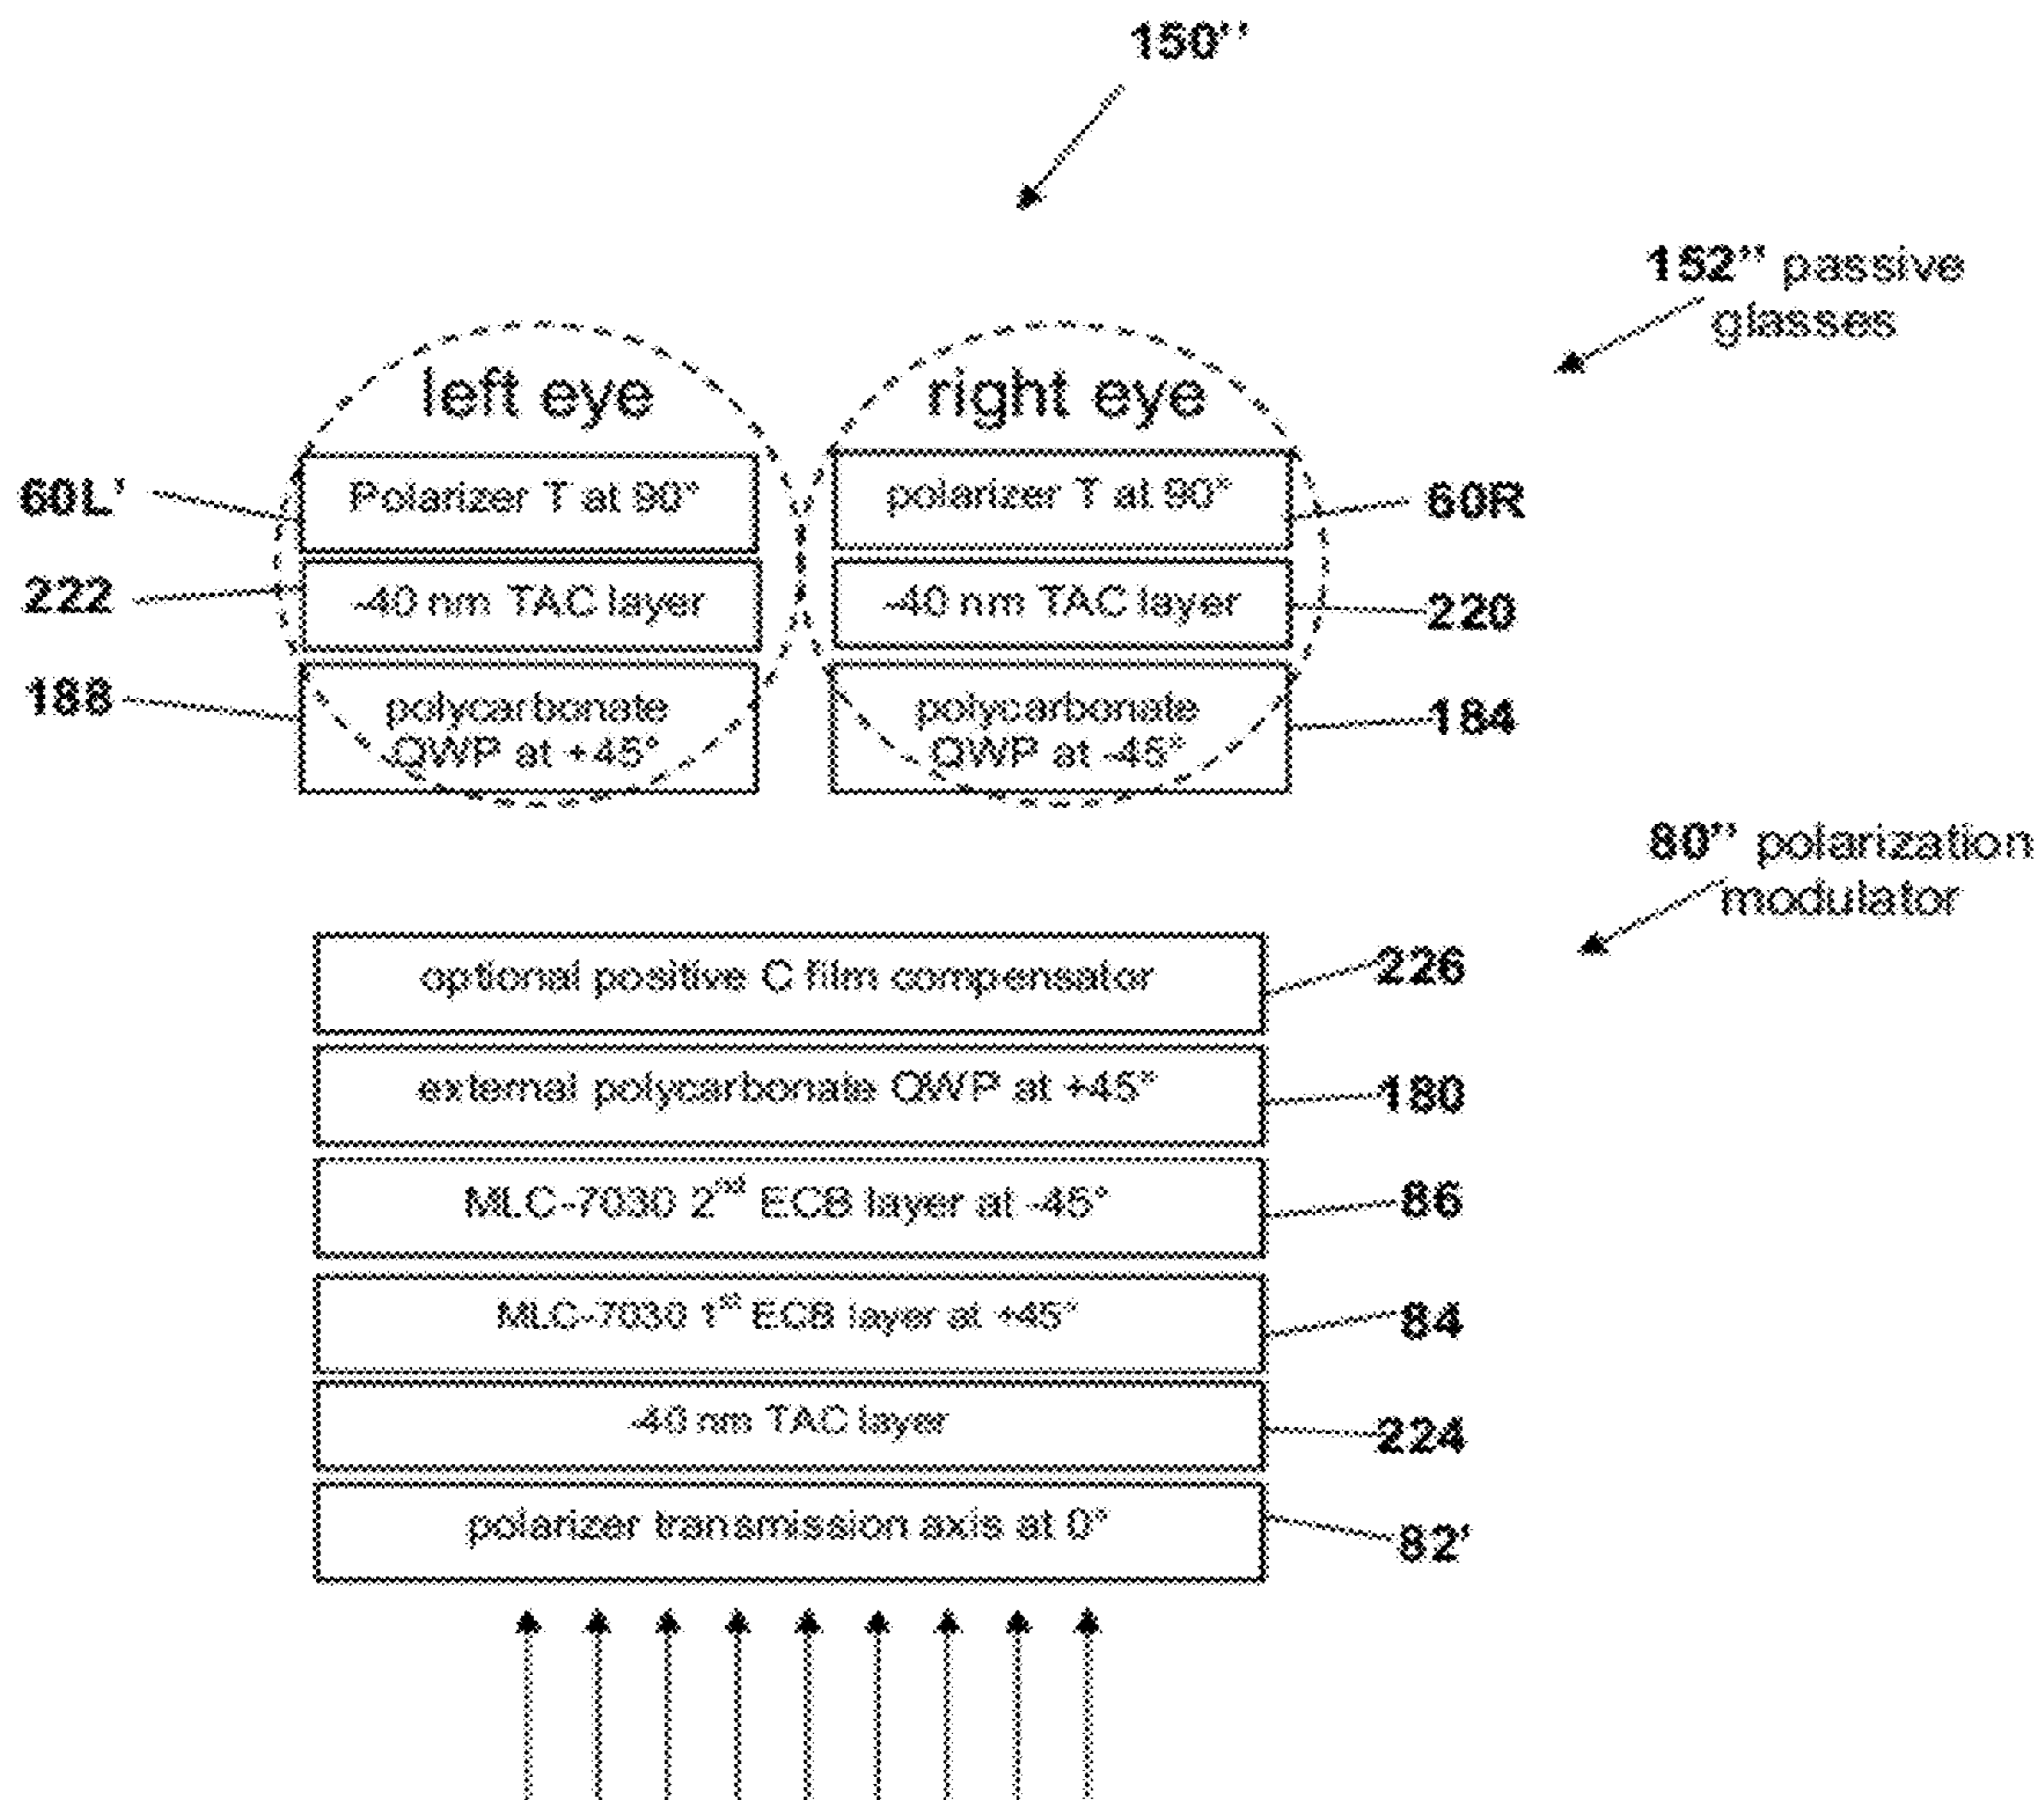 150''
152'' passive
glasses
left eye
right eye
60L'
Polarizer T at 90°
polarizer T at 90°
60R
222
-40 nm TAC layer
-40 nm TAC layer
220
188
polycarbonate
QWP at +45°
polycarbonate
QWP at -45°
184
80'' polarization
modulator
optional positive C film compensator
226
external polycarbonate QWP at +45°
180
MLC-7030 2nd ECB layer at -45°
86
MLC-7030 1st ECB layer at +45°
84
-40 nm TAC layer
224
polarizer transmission axis at 0°
82'